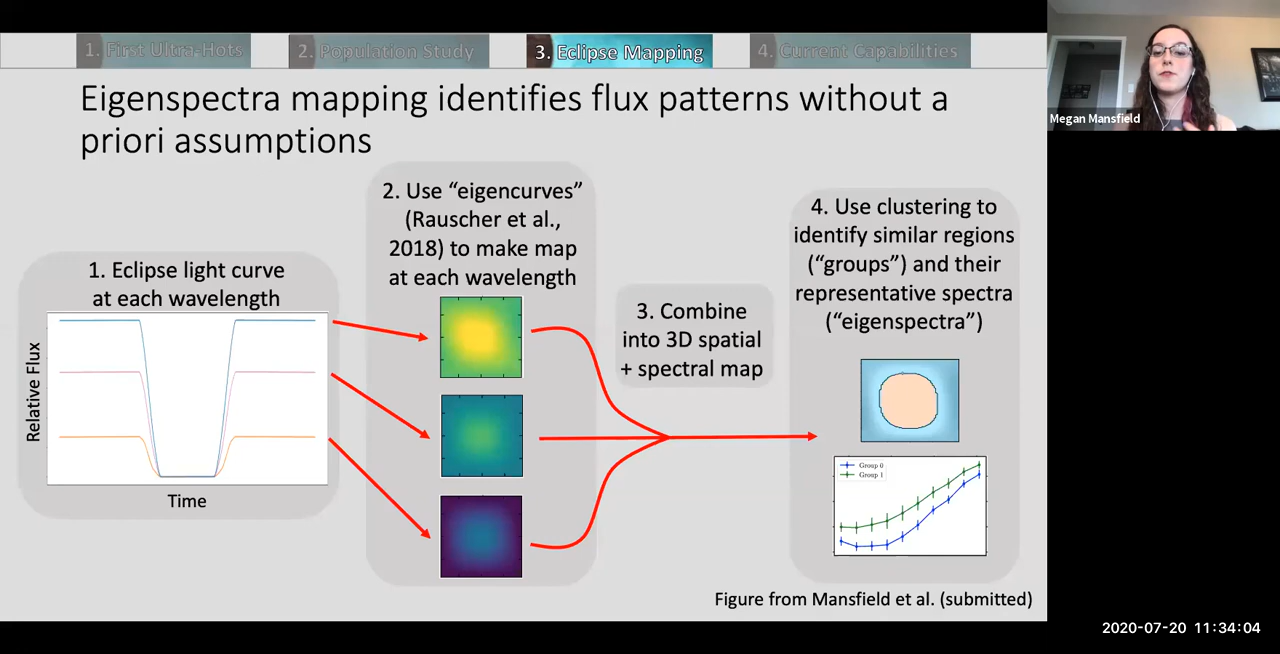 1. First Ultra-Hots
2. Population Study
3. Eclipse Mapping
4. Current Capabilities
Eigenspectra mapping identifies flux patterns without a
priori assumptions
1. Eclipse light curve
at each wavelength
Relative Flux
Time
2. Use “eigencurves”
(Rauscher et al.,
2018) to make map
at each wavelength
3. Combine
into 3D spatial
+ spectral map
4. Use clustering to
identify similar regions
(“groups”) and their
representative spectra
(“eigenspectra”)
Group 0
Group 1
Figure from Mansfield et al. (submitted)
Megan Mansfield
2020-07-20 11:34:04